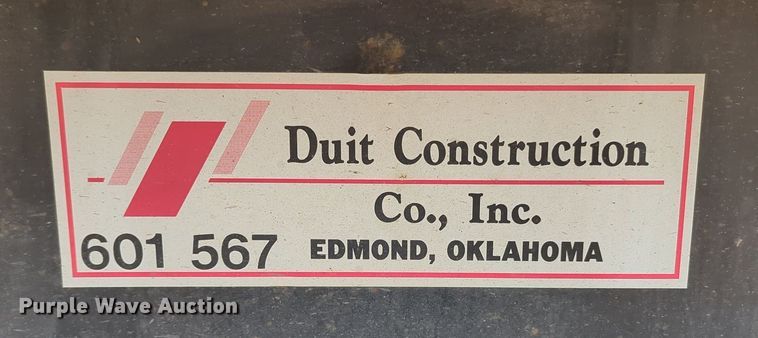 Duit Construction
Co., Inc.
601 567 EDMOND, OKLAHOMA
Purple Wave Auction